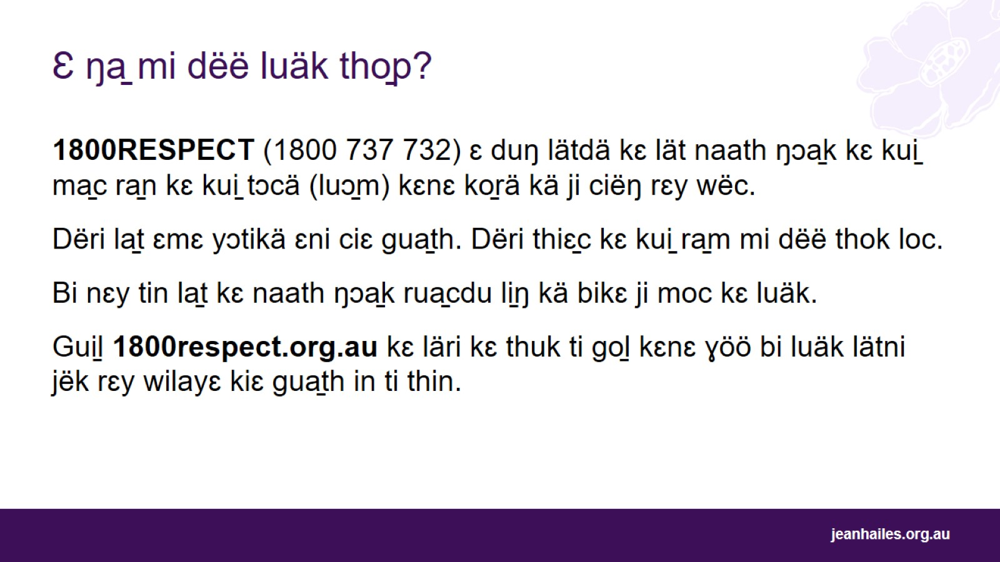 Ɛ ŋa̱ mi dëë luäk tho̱p?
1800RESPECT (1800 737 732) ɛ duŋ lätdä kɛ lät naath ŋɔa̱k kɛ kui̱
ma̱c ra̱n kɛ kui̱ tɔcä (luɔ̱m) kɛnɛ ko̱rä kä ji ciëŋ rɛy wëc.
Dëri la̱t ɛmɛ yɔtikä ɛni ciɛ gua̱th. Dëri thiɛ̱c kɛ kui̱ ra̱m mi dëë thok loc.
Bi nɛy tin la̱t kɛ naath ŋɔa̱k rua̱cdu li̱ŋ kä bikɛ ji moc kɛ luäk.
Gui̱l 1800respect.org.au kɛ läri kɛ thuk ti go̱l kɛnɛ ɣöö bi luäk lätni
jëk rɛy wilayɛ kiɛ gua̱th in ti thin.
jeanhailes.org.au